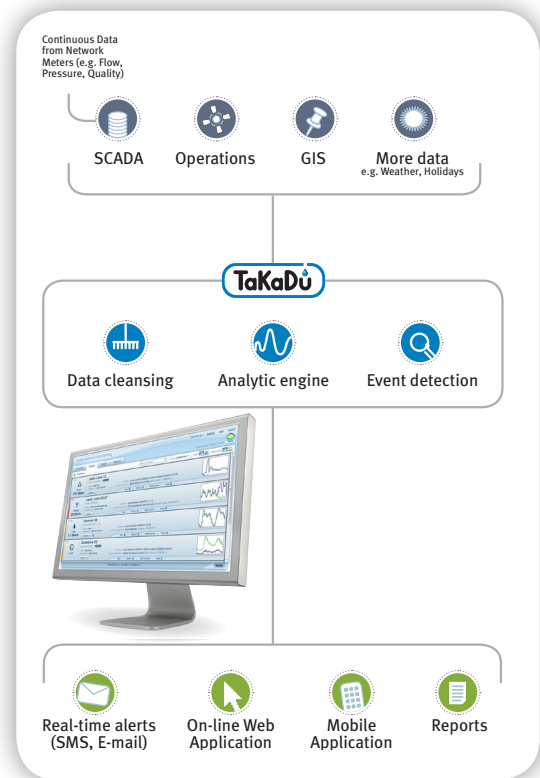 Continuous Data
from Network
Meters (e.g. Flow,
Pressure, Quality)
SCADA
Operations
GIS
More data
e.g. Weather, Holidays
TaKaDu
Data cleansing
Analytic engine
Event detection
Real-time alerts
(SMS, E-mail)
On-line Web
Application
Mobile
Application
Reports